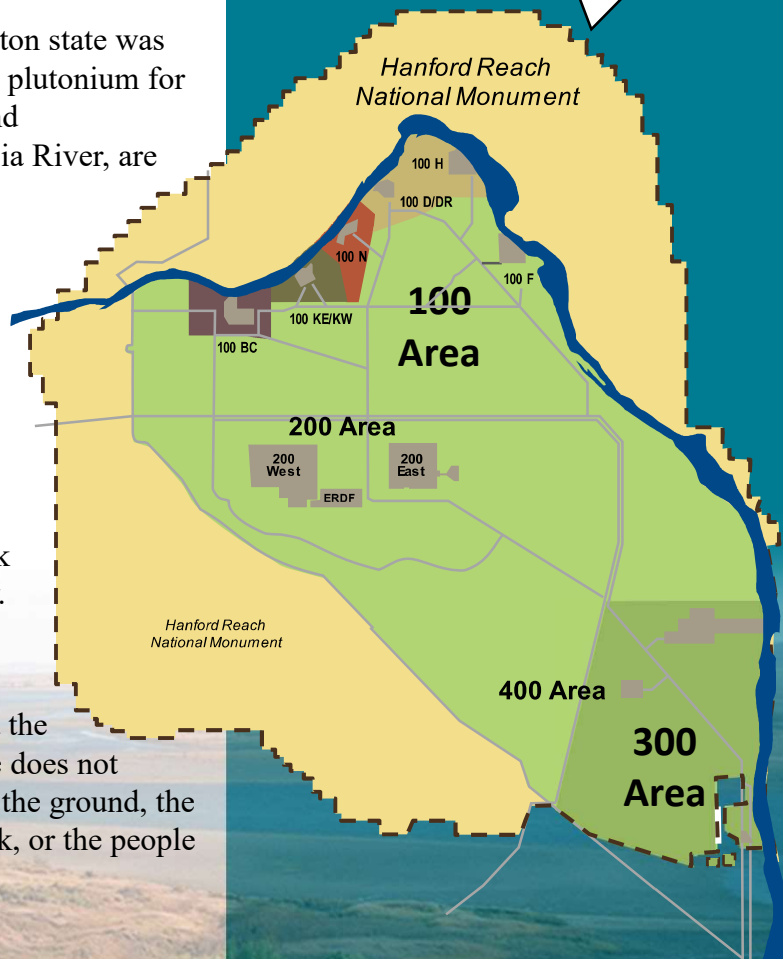 ton state was
plutonium for
nd
ia River, are
k
.
the
e does not
the ground, the
k, or the people
Hanford Reach
National Monument
100 H
100 D/DR
100 N
100 F
100 KE/KW
100 BC
100
Area
200 Area
200
West
200
East
ERDF
Hanford Reach
National Monument
400 Area
300
Area